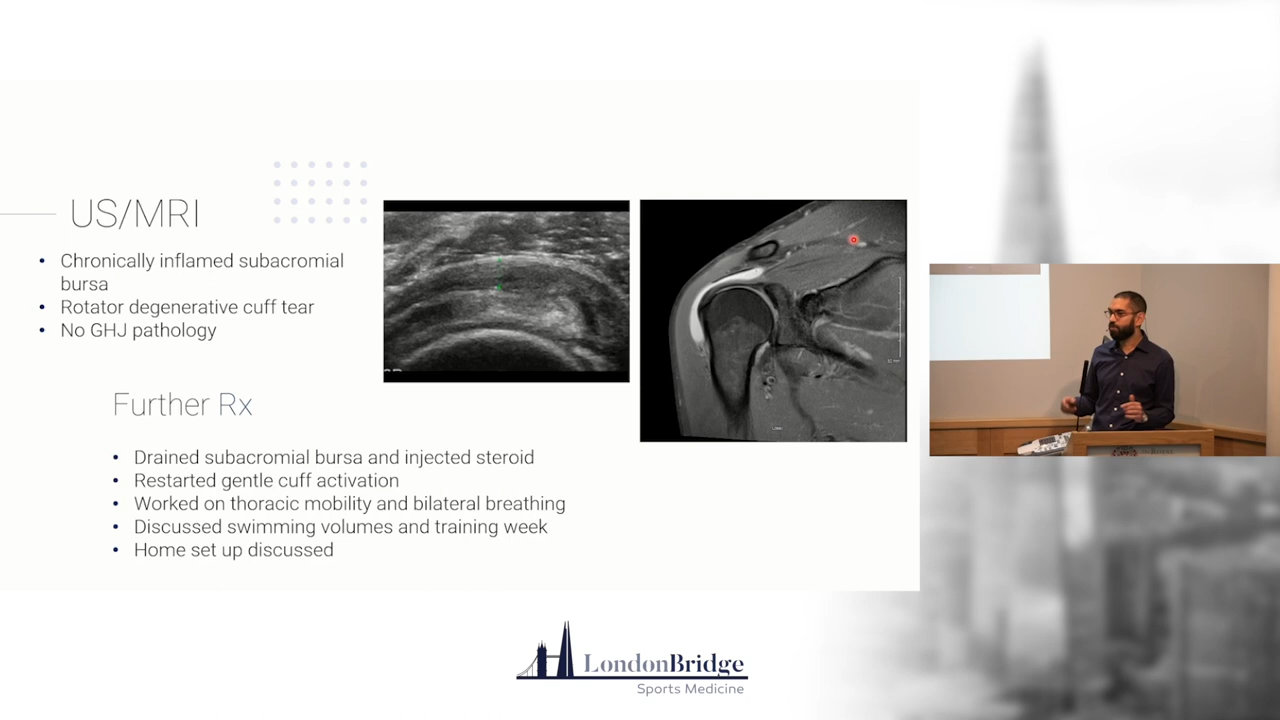 US/MRI
• Chronically inflamed subacromial
bursa
• Rotator degenerative cuff tear
• No GHJ pathology
Further Rx
• Drained subacromial bursa and injected steroid
• Restarted gentle cuff activation
• Worked on thoracic mobility and bilateral breathing
• Discussed swimming volumes and training week
• Home set up discussed
LondonBridge
Sports Medicine